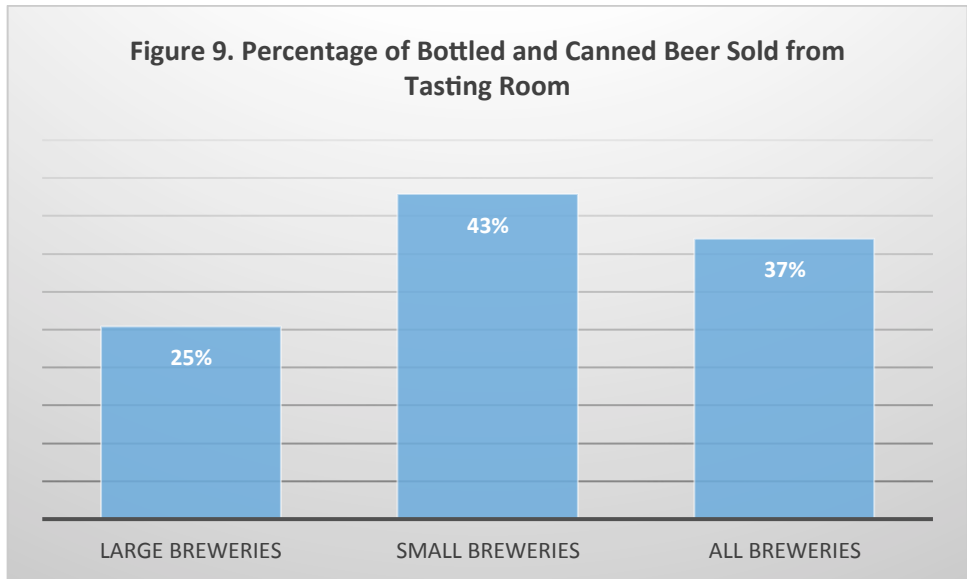 Figure 9. Percentage of Bottled and Canned Beer Sold from
Tasting Room
25%
43%
37%
LARGE BREWERIES
SMALL BREWERIES
ALL BREWERIES